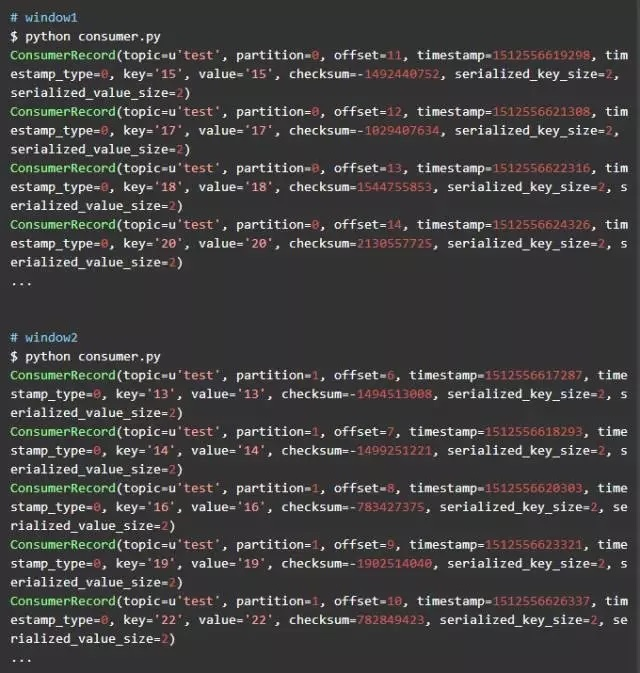 # window1
$ python consumer.py
ConsumerRecord(topic=u'test', partition=0, offset=11, timestamp=1512556619298, tim
estamp_type=0, key='15', value='15', checksum=-1492440752, serialized_key_size=2,
serialized_value_size=2)
ConsumerRecord(topic=u'test', partition=0, offset=12, timestamp=1512556621308, tim
estamp_type=0, key='17', value='17', checksum=-1029407634, serialized_key_size=2,
serialized_value_size=2)
ConsumerRecord(topic=u'test', partition=0, offset=13, timestamp=1512556622316, tim
estamp_type=0, key='18', value='18', checksum=1544755853, serialized_key_size=2, s
erialized_value_size=2)
ConsumerRecord(topic=u'test', partition=0, offset=14, timestamp=1512556624326, tim
estamp_type=0, key='20', value='20', checksum=2130557725, serialized_key_size=2, s
erialized_value_size=2)
...
# window2
$ python consumer.py
ConsumerRecord(topic=u'test', partition=1, offset=6, timestamp=1512556617287, time
stamp_type=0, key='13', value='13', checksum=-1494513008, serialized_key_size=2, s
erialized_value_size=2)
ConsumerRecord(topic=u'test', partition=1, offset=7, timestamp=1512556618293, time
stamp_type=0, key='14', value='14', checksum=-1499251221, serialized_key_size=2, s
erialized_value_size=2)
ConsumerRecord(topic=u'test', partition=1, offset=8, timestamp=1512556620303, time
stamp_type=0, key='16', value='16', checksum=-783427375, serialized_key_size=2, se
rialized_value_size=2)
ConsumerRecord(topic=u'test', partition=1, offset=9, timestamp=1512556623321, time
stamp_type=0, key='19', value='19', checksum=-1902514040, serialized_key_size=2, s
erialized_value_size=2)
ConsumerRecord(topic=u'test', partition=1, offset=10, timestamp=1512556626337, tim
estamp_type=0, key='22', value='22', checksum=782849423, serialized_key_size=2, se
rialized_value_size=2)
...